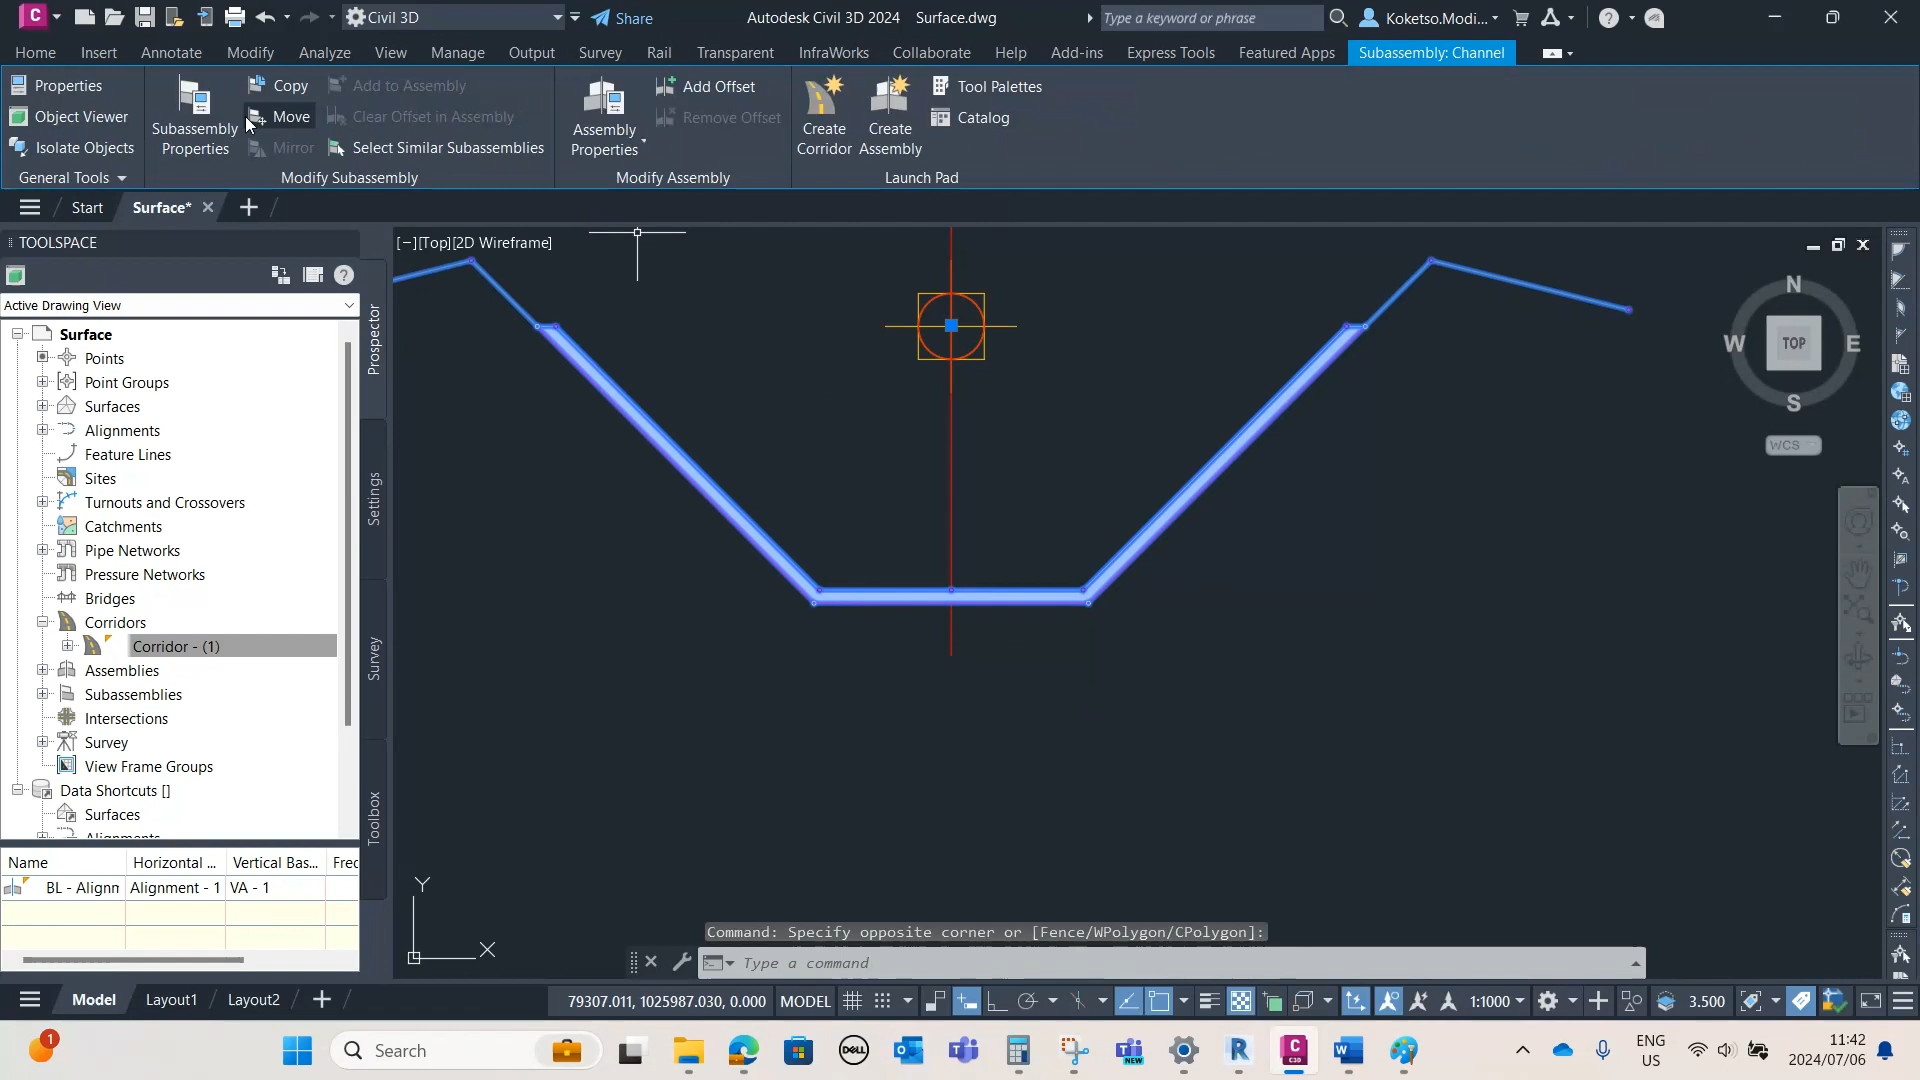 Civil 3D
Share
Autodesk Civil 3D 2024 Surface.dwg
Type a keyword or phrase
Koketso.Modi...
Home Insert Annotate Modify Analyze View Manage Output Survey Rail Transparent InfraWorks Collaborate Help Add-ins Express Tools Featured Apps Subassembly: Channel
Properties
Object Viewer
Isolate Objects
General Tools
Subassembly
Properties
Copy
Move
Mirror
Add to Assembly
Clear Offset in Assembly
Select Similar Subassemblies
Modify Subassembly
Assembly
Properties
Add Offset
Remove Offset
Modify Assembly
Create
Corridor
Create
Assembly
Tool Palettes
Catalog
Launch Pad
Start
Surface*
TOOLSPACE
[−][Top][2D Wireframe]
Active Drawing View
Surface
Points
Point Groups
Surfaces
Alignments
Feature Lines
Sites
Turnouts and Crossovers
Catchments
Pipe Networks
Pressure Networks
Bridges
Corridors
Corridor - (1)
Assemblies
Subassemblies
Intersections
Survey
View Frame Groups
Data Shortcuts []
Surfaces
Alignments
Prospector
Settings
Survey
Toolbox
Name Horizontal ... Vertical Bas... Frec
BL - Alignn Alignment - 1 VA - 1
N
W TOP E
S
WCS
Y
X
Command: Specify opposite corner or [Fence/WPolygon/CPolygon]:
Type a command
Model Layout1 Layout2
79307.011, 1025987.030, 0.000 MODEL 1:1000 3.500
1
Search
DELL
NEW
C3D
ENG
US
11:42
2024/07/06